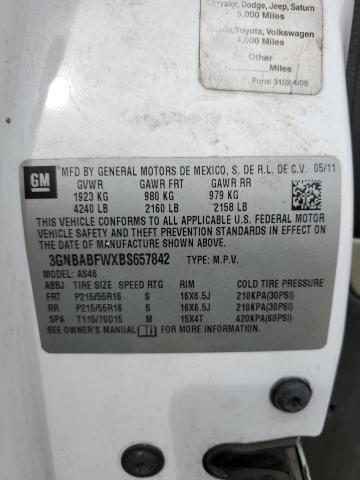 Chrysler, Dodge, Jeep, Saturn
5,000 Miles
Toyota, Volkswagen
4,000 Miles
Other
Miles
Form 3102 4/09
GM
MFD BY GENERAL MOTORS DE MEXICO, S. DE R.L. DE C.V. 05/11
GVWR GAWR FRT GAWR RR
1923 KG 980 KG 979 KG
4240 LB 2160 LB 2158 LB
THIS VEHICLE CONFORMS TO ALL APPLICABLE U.S. FEDERAL MOTOR
VEHICLE SAFETY AND THEFT PREVENTION STANDARDS IN EFFECT
ON THE DATE OF MANUFACTURE SHOWN ABOVE.
3GNBABFWXBS657842 TYPE: M.P.V.
MODEL: AS46
ABBJ TIRE SIZE SPEED RTG RIM COLD TIRE PRESSURE
FRT P215/55R16 S 16X6.5J 210KPA(30PSI)
RR P215/55R16 S 16X6.5J 210KPA(30PSI)
SPA T115/70D15 M 15X4T 420KPA(60PSI)
SEE OWNER'S MANUAL FOR ADDITIONAL INFORMATION.